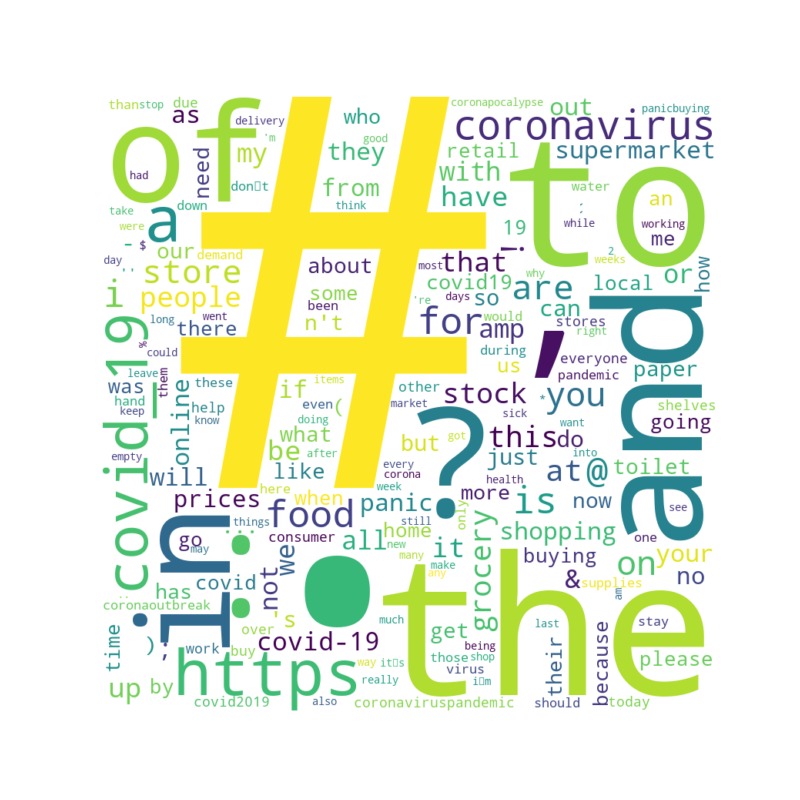 than
stop
due
as
delivery
'm
who
good
coronapocalypse
out
panicbuying
of
#
coronavirus
had
need
my
they
retail
supermarket
don▯t
from
with
to
water
an
take
down
think
have
working
were
a
19
;
while
me
-
$
our
demand
!
2
day
''
store
about
most
that
why
weeks
how
or
i
people
some
're
covid19
so
are
local
been
days
long
went
there
n't
for
amp
would
can
stores
and
could
%
during
,
right
everyone
these
if
items
us
pandemic
paper
leave
them
was
covid_19
hand
online
help
even
(
other
stock
*
you
shelves
keep
know
doing
market
sick
going
what
?
this
do
want
empty
be
after
but
got
just
into
will
like
every
health
at
@
toilet
corona
here
week
prices
when
panic
more
is
now
see
in
food
only
things
...
still
go
consumer
all
home
shopping
one
may
new
it
grocery
buying
your
:
we
many
make
on
has
covid
not
.
any
&
supplies
no
coronaoutbreak
's
the
am
over
much
get
last
stay
time
)
;
work
buy
covid-19
being
their
because
https
way
it▯s
those
shop
please
virus
up
by
really
i▯m
covid2019
also
coronaviruspandemic
should
today